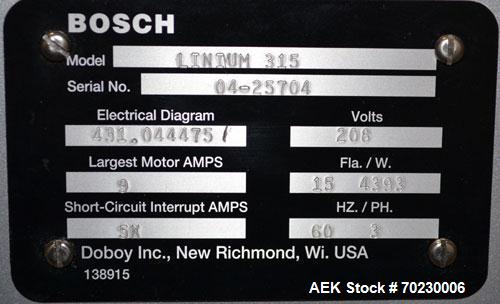 BOSCH
Model LINIUM 315
Serial No. 04-25704
Electrical Diagram Volts
491.044475/ 208
Largest Motor AMPS Fla. / W.
9 15 4393
Short-Circuit Interrupt AMPS HZ. / PH.
5K 60 3
Doboy Inc., New Richmond, Wi. USA
138915
AEK Stock # 70230006